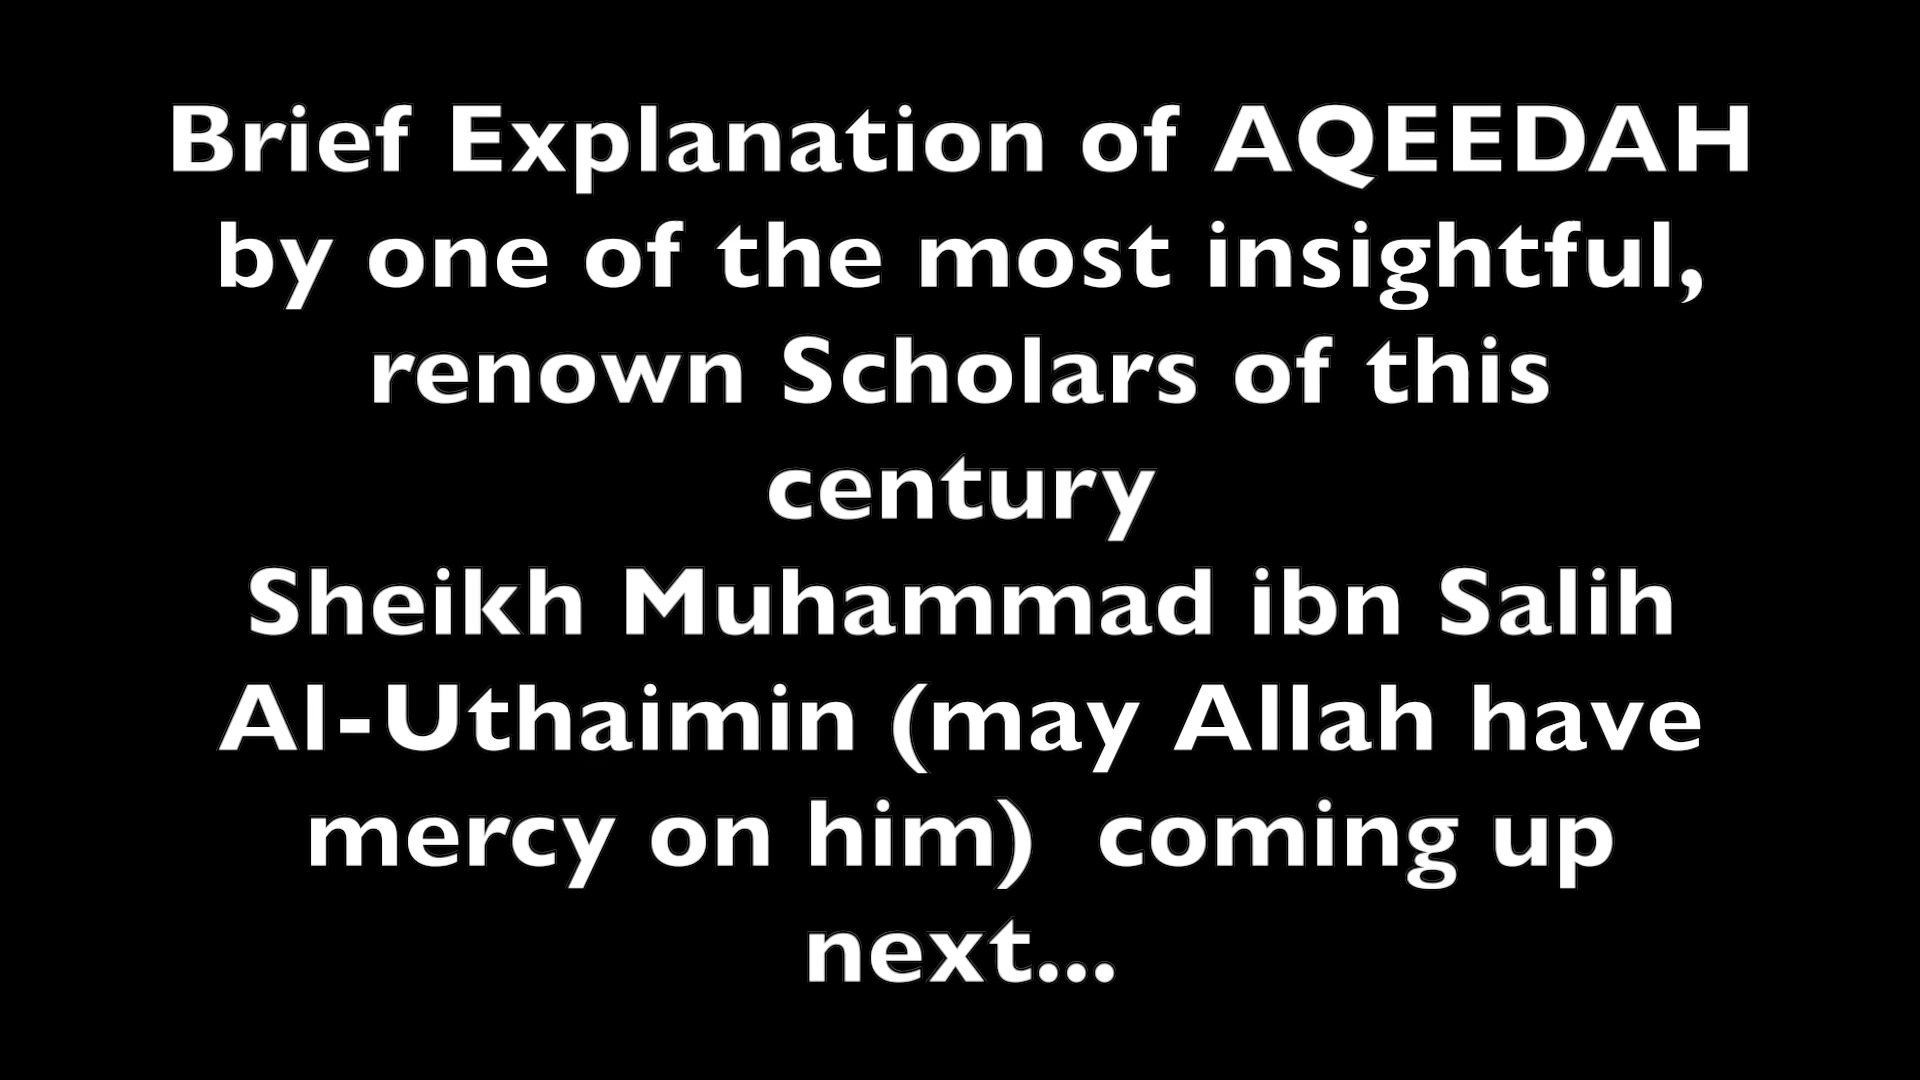 Brief Explanation of AQEEDAH
by one of the most insightful,
renown Scholars of this
century
Sheikh Muhammad ibn Salih
Al-Uthaimin (may Allah have
mercy on him)  coming up
next...